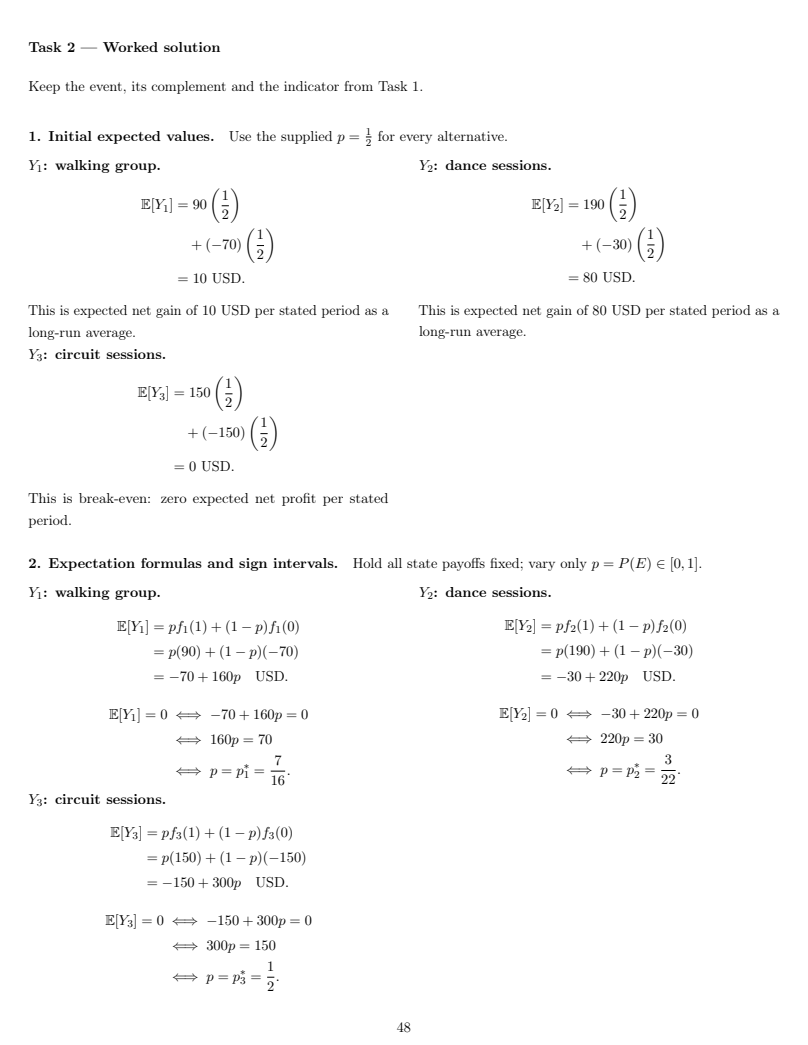 Task 2 — Worked solution
Keep the event, its complement and the indicator from Task 1.
1. Initial expected values. Use the supplied p = 1/2 for every alternative.
Y₁: walking group.
𝔼[Y₁] = 90 (1/2)
+ (−70) (1/2)
= 10 USD.
This is expected net gain of 10 USD per stated period as a
long-run average.
Y₂: dance sessions.
𝔼[Y₂] = 190 (1/2)
+ (−30) (1/2)
= 80 USD.
This is expected net gain of 80 USD per stated period as a
long-run average.
Y₃: circuit sessions.
𝔼[Y₃] = 150 (1/2)
+ (−150) (1/2)
= 0 USD.
This is break-even: zero expected net profit per stated
period.
2. Expectation formulas and sign intervals. Hold all state payoffs fixed; vary only p = P(E) ∈ [0, 1].
Y₁: walking group.
𝔼[Y₁] = pf₁(1) + (1 − p)f₁(0)
= p(90) + (1 − p)(−70)
= −70 + 160p USD.
𝔼[Y₁] = 0 ⟺ −70 + 160p = 0
⟺ 160p = 70
⟺ p = p₁* = 7/16.
Y₂: dance sessions.
𝔼[Y₂] = pf₂(1) + (1 − p)f₂(0)
= p(190) + (1 − p)(−30)
= −30 + 220p USD.
𝔼[Y₂] = 0 ⟺ −30 + 220p = 0
⟺ 220p = 30
⟺ p = p₂* = 3/22.
Y₃: circuit sessions.
𝔼[Y₃] = pf₃(1) + (1 − p)f₃(0)
= p(150) + (1 − p)(−150)
= −150 + 300p USD.
𝔼[Y₃] = 0 ⟺ −150 + 300p = 0
⟺ 300p = 150
⟺ p = p₃* = 1/2.
48